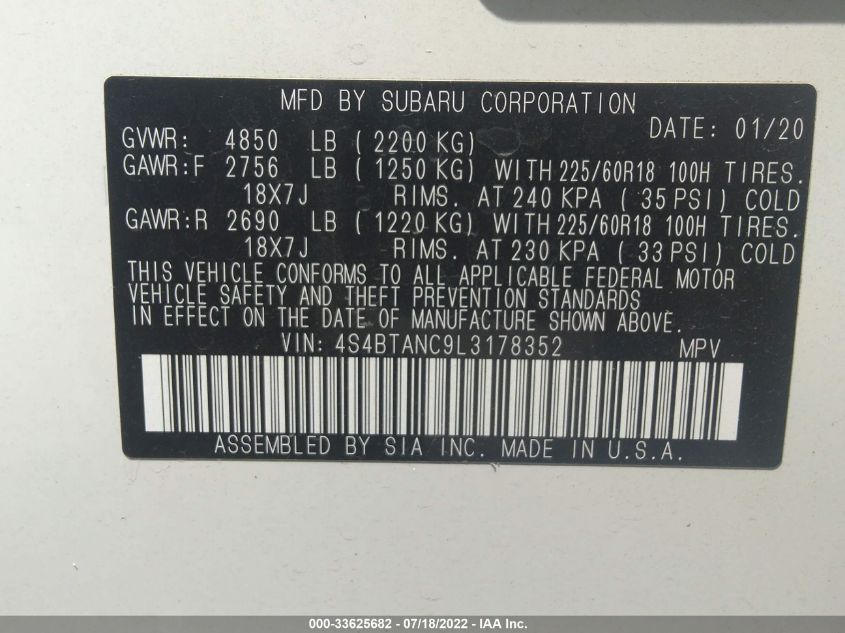 MFD BY SUBARU CORPORATION
DATE: 01/20
GVWR: 4850 LB ( 2200 KG)
GAWR:F 2756 LB ( 1250 KG) WITH 225/60R18 100H TIRES.
18X7J RIMS. AT 240 KPA ( 35 PSI) COLD
GAWR:R 2690 LB ( 1220 KG) WITH 225/60R18 100H TIRES.
18X7J RIMS. AT 230 KPA ( 33 PSI) COLD
THIS VEHICLE CONFORMS TO ALL APPLICABLE FEDERAL MOTOR
VEHICLE SAFETY AND THEFT PREVENTION STANDARDS
IN EFFECT ON THE DATE OF MANUFACTURE SHOWN ABOVE.
VIN: 4S4BTANC9L3178352 MPV
ASSEMBLED BY SIA INC. MADE IN U.S.A.
000-33625682 - 07/18/2022 - IAA Inc.